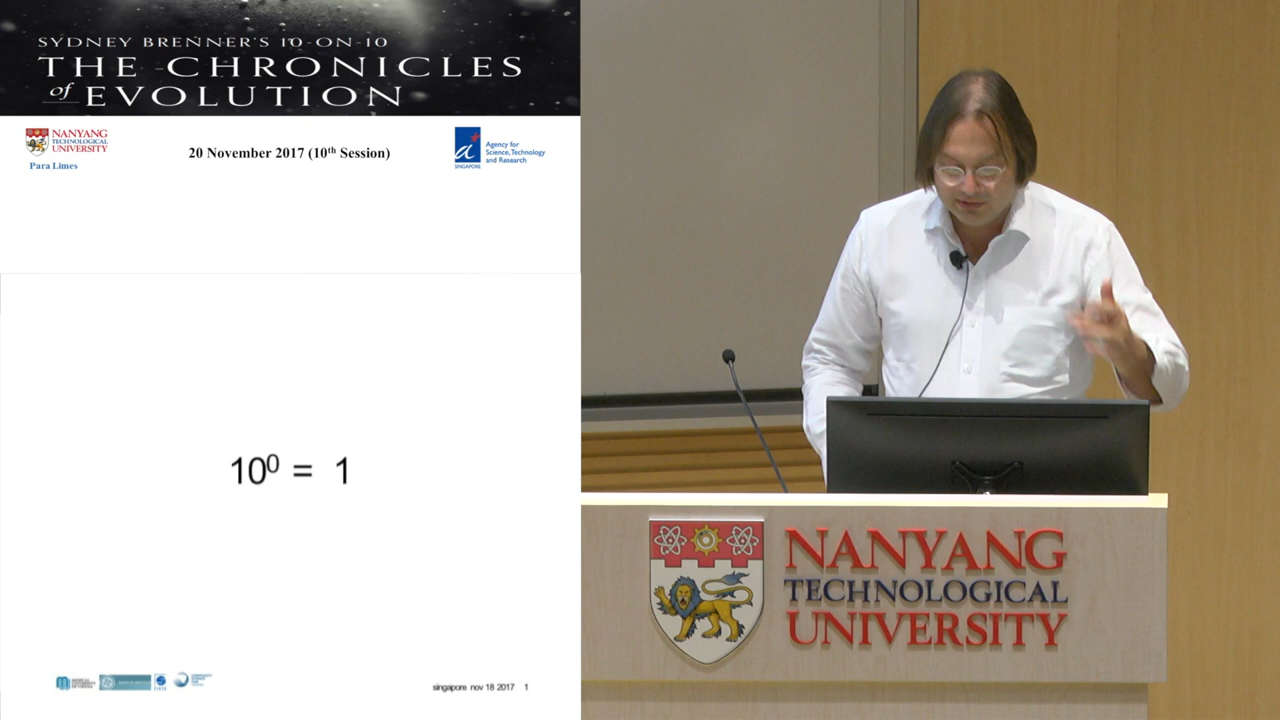 SYDNEY BRENNER'S 10-ON-10
THE CHRONICLES
of EVOLUTION
NANYANG
TECHNOLOGICAL
UNIVERSITY
Para Limes
20 November 2017 (10th Session)
SINGAPORE
Agency for
Science, Technology
and Research
10⁰ = 1
singapore nov 18 2017 1
NANYANG
TECHNOLOGICAL
UNIVERSITY